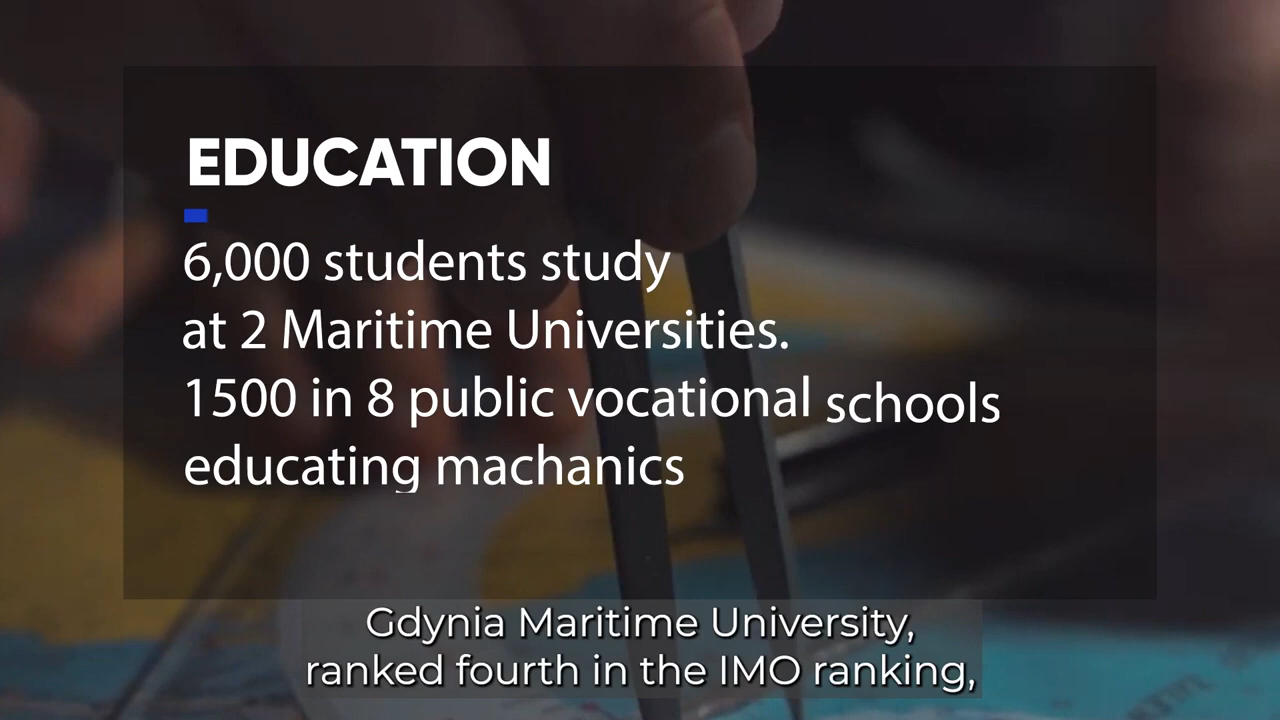 EDUCATION
6,000 students study
at 2 Maritime Universities.
1500 in 8 public vocational schools
educating machanics
Gdynia Maritime University,
ranked fourth in the IMO ranking,